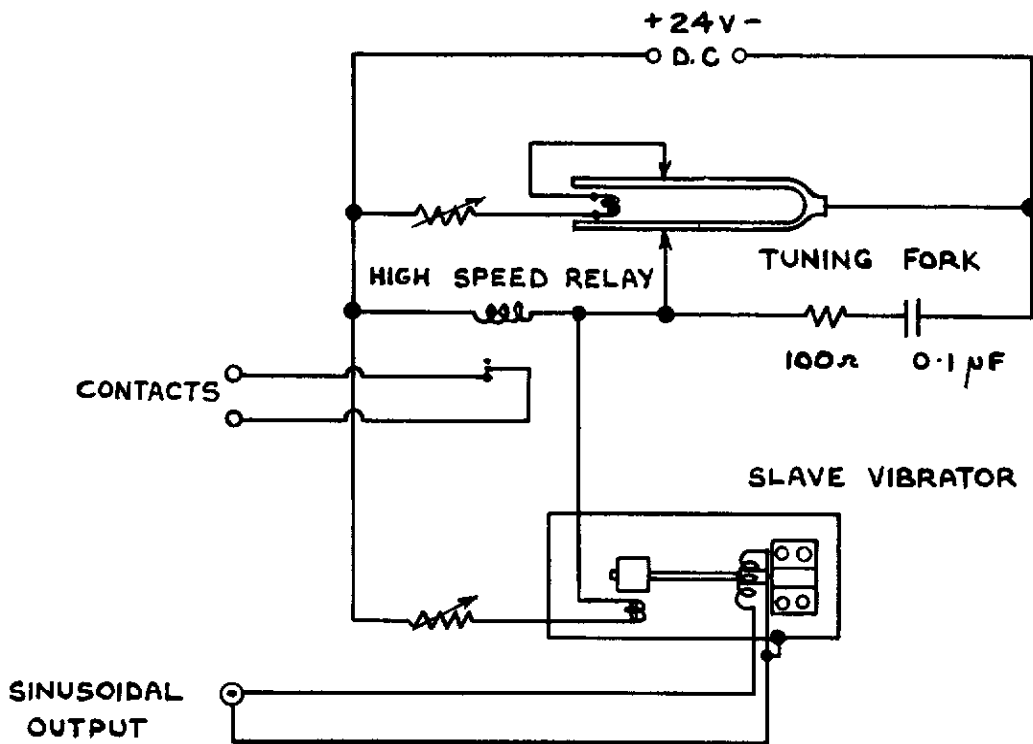 + 24V -
D.C
TUNING FORK
HIGH SPEED RELAY
100Ω 0.1 µF
CONTACTS
SLAVE VIBRATOR
SINUSOIDAL
OUTPUT